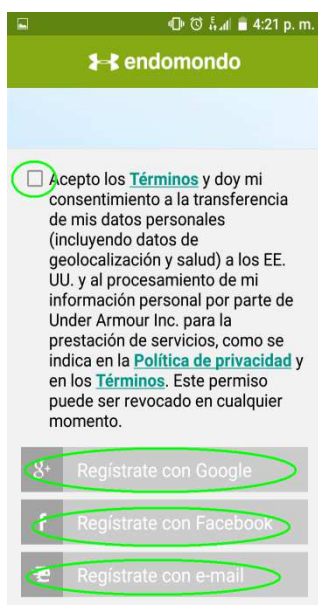 4:21 p. m.
endomondo
Acepto los Términos y doy mi
consentimiento a la transferencia
de mis datos personales
(incluyendo datos de
geolocalización y salud) a los EE.
UU. y al procesamiento de mi
información personal por parte de
Under Armour Inc. para la
prestación de servicios, como se
indica en la Política de privacidad y
en los Términos. Este permiso
puede ser revocado en cualquier
momento.
g+ Regístrate con Google
f Regístrate con Facebook
Regístrate con e-mail